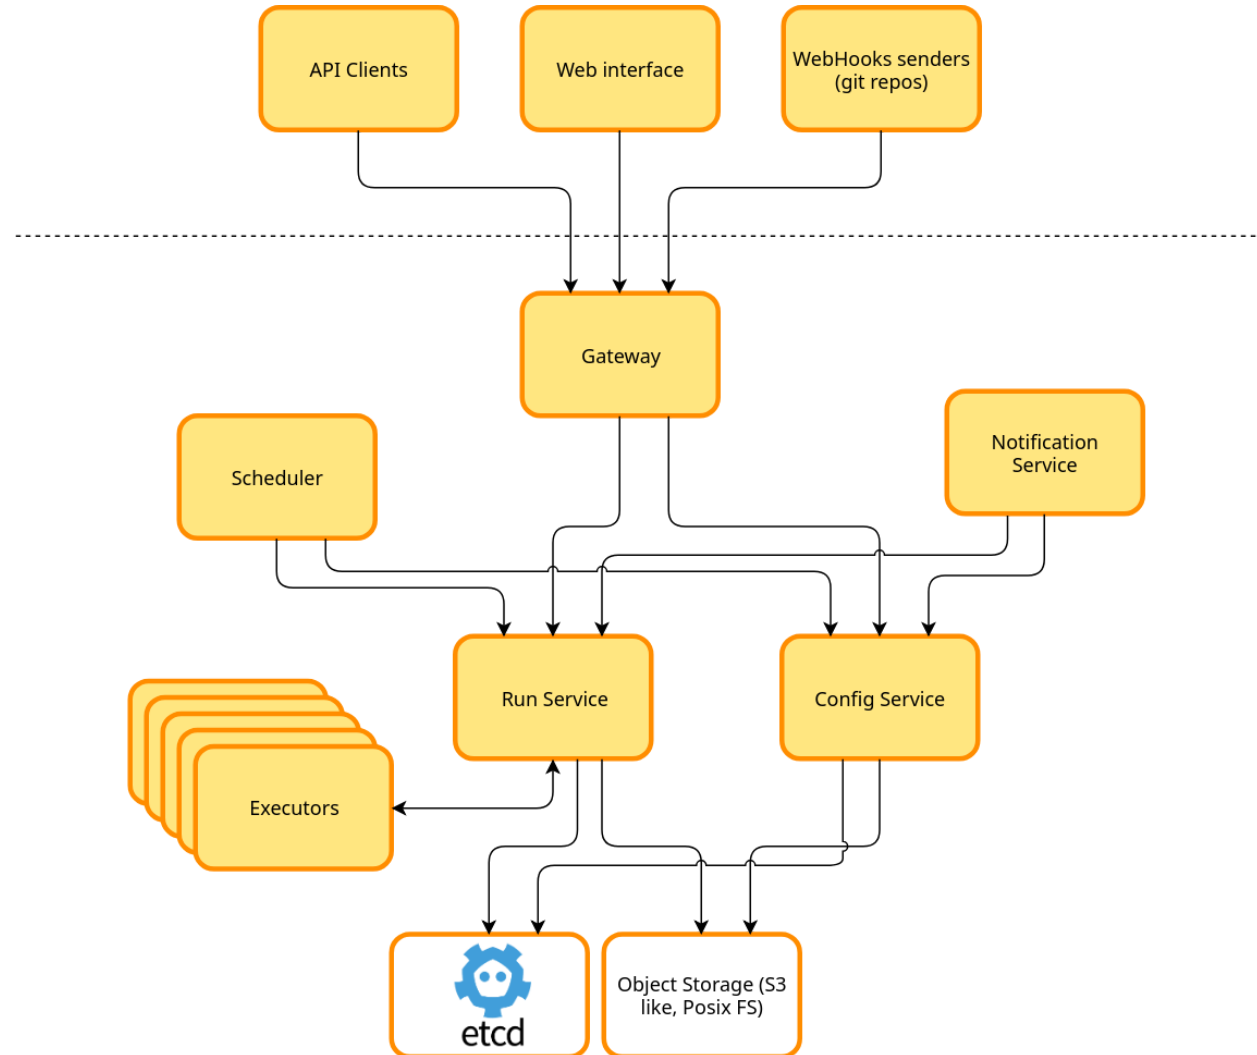 API Clients
Web interface
WebHooks senders
(git repos)
Gateway
Scheduler
Notification
Service
Run Service
Config Service
Executors
etcd
Object Storage (S3
like, Posix FS)